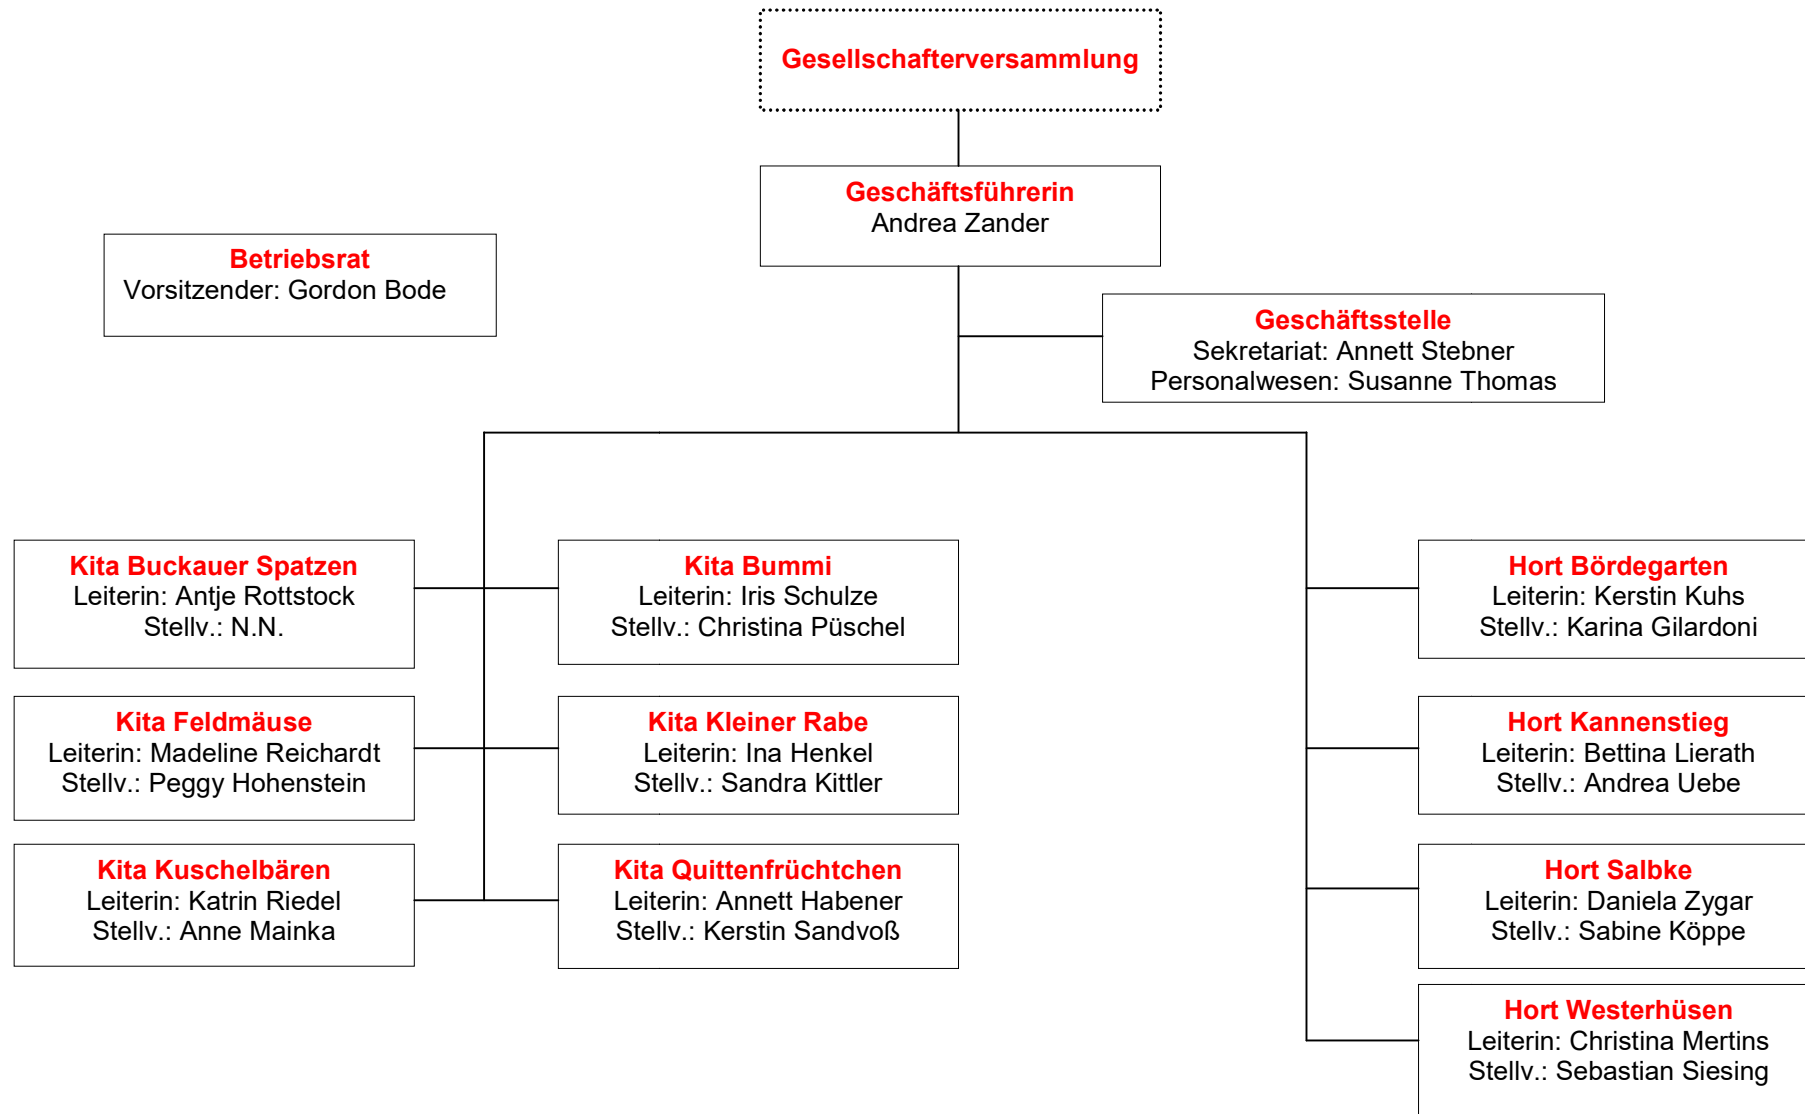 Gesellschafterversammlung
Geschäftsführerin
Andrea Zander
Betriebsrat
Vorsitzender: Gordon Bode
Geschäftsstelle
Sekretariat: Annett Stebner
Personalwesen: Susanne Thomas
Kita Buckauer Spatzen
Leiterin: Antje Rottstock
Stellv.: N.N.
Kita Bummi
Leiterin: Iris Schulze
Stellv.: Christina Püschel
Hort Bördegarten
Leiterin: Kerstin Kuhs
Stellv.: Karina Gilardoni
Kita Feldmäuse
Leiterin: Madeline Reichardt
Stellv.: Peggy Hohenstein
Kita Kleiner Rabe
Leiterin: Ina Henkel
Stellv.: Sandra Kittler
Hort Kannenstieg
Leiterin: Bettina Lierath
Stellv.: Andrea Uebe
Kita Kuschelbären
Leiterin: Katrin Riedel
Stellv.: Anne Mainka
Kita Quittenfrüchtchen
Leiterin: Annett Habener
Stellv.: Kerstin Sandvoß
Hort Salbke
Leiterin: Daniela Zygar
Stellv.: Sabine Köppe
Hort Westerhüsen
Leiterin: Christina Mertins
Stellv.: Sebastian Siesing